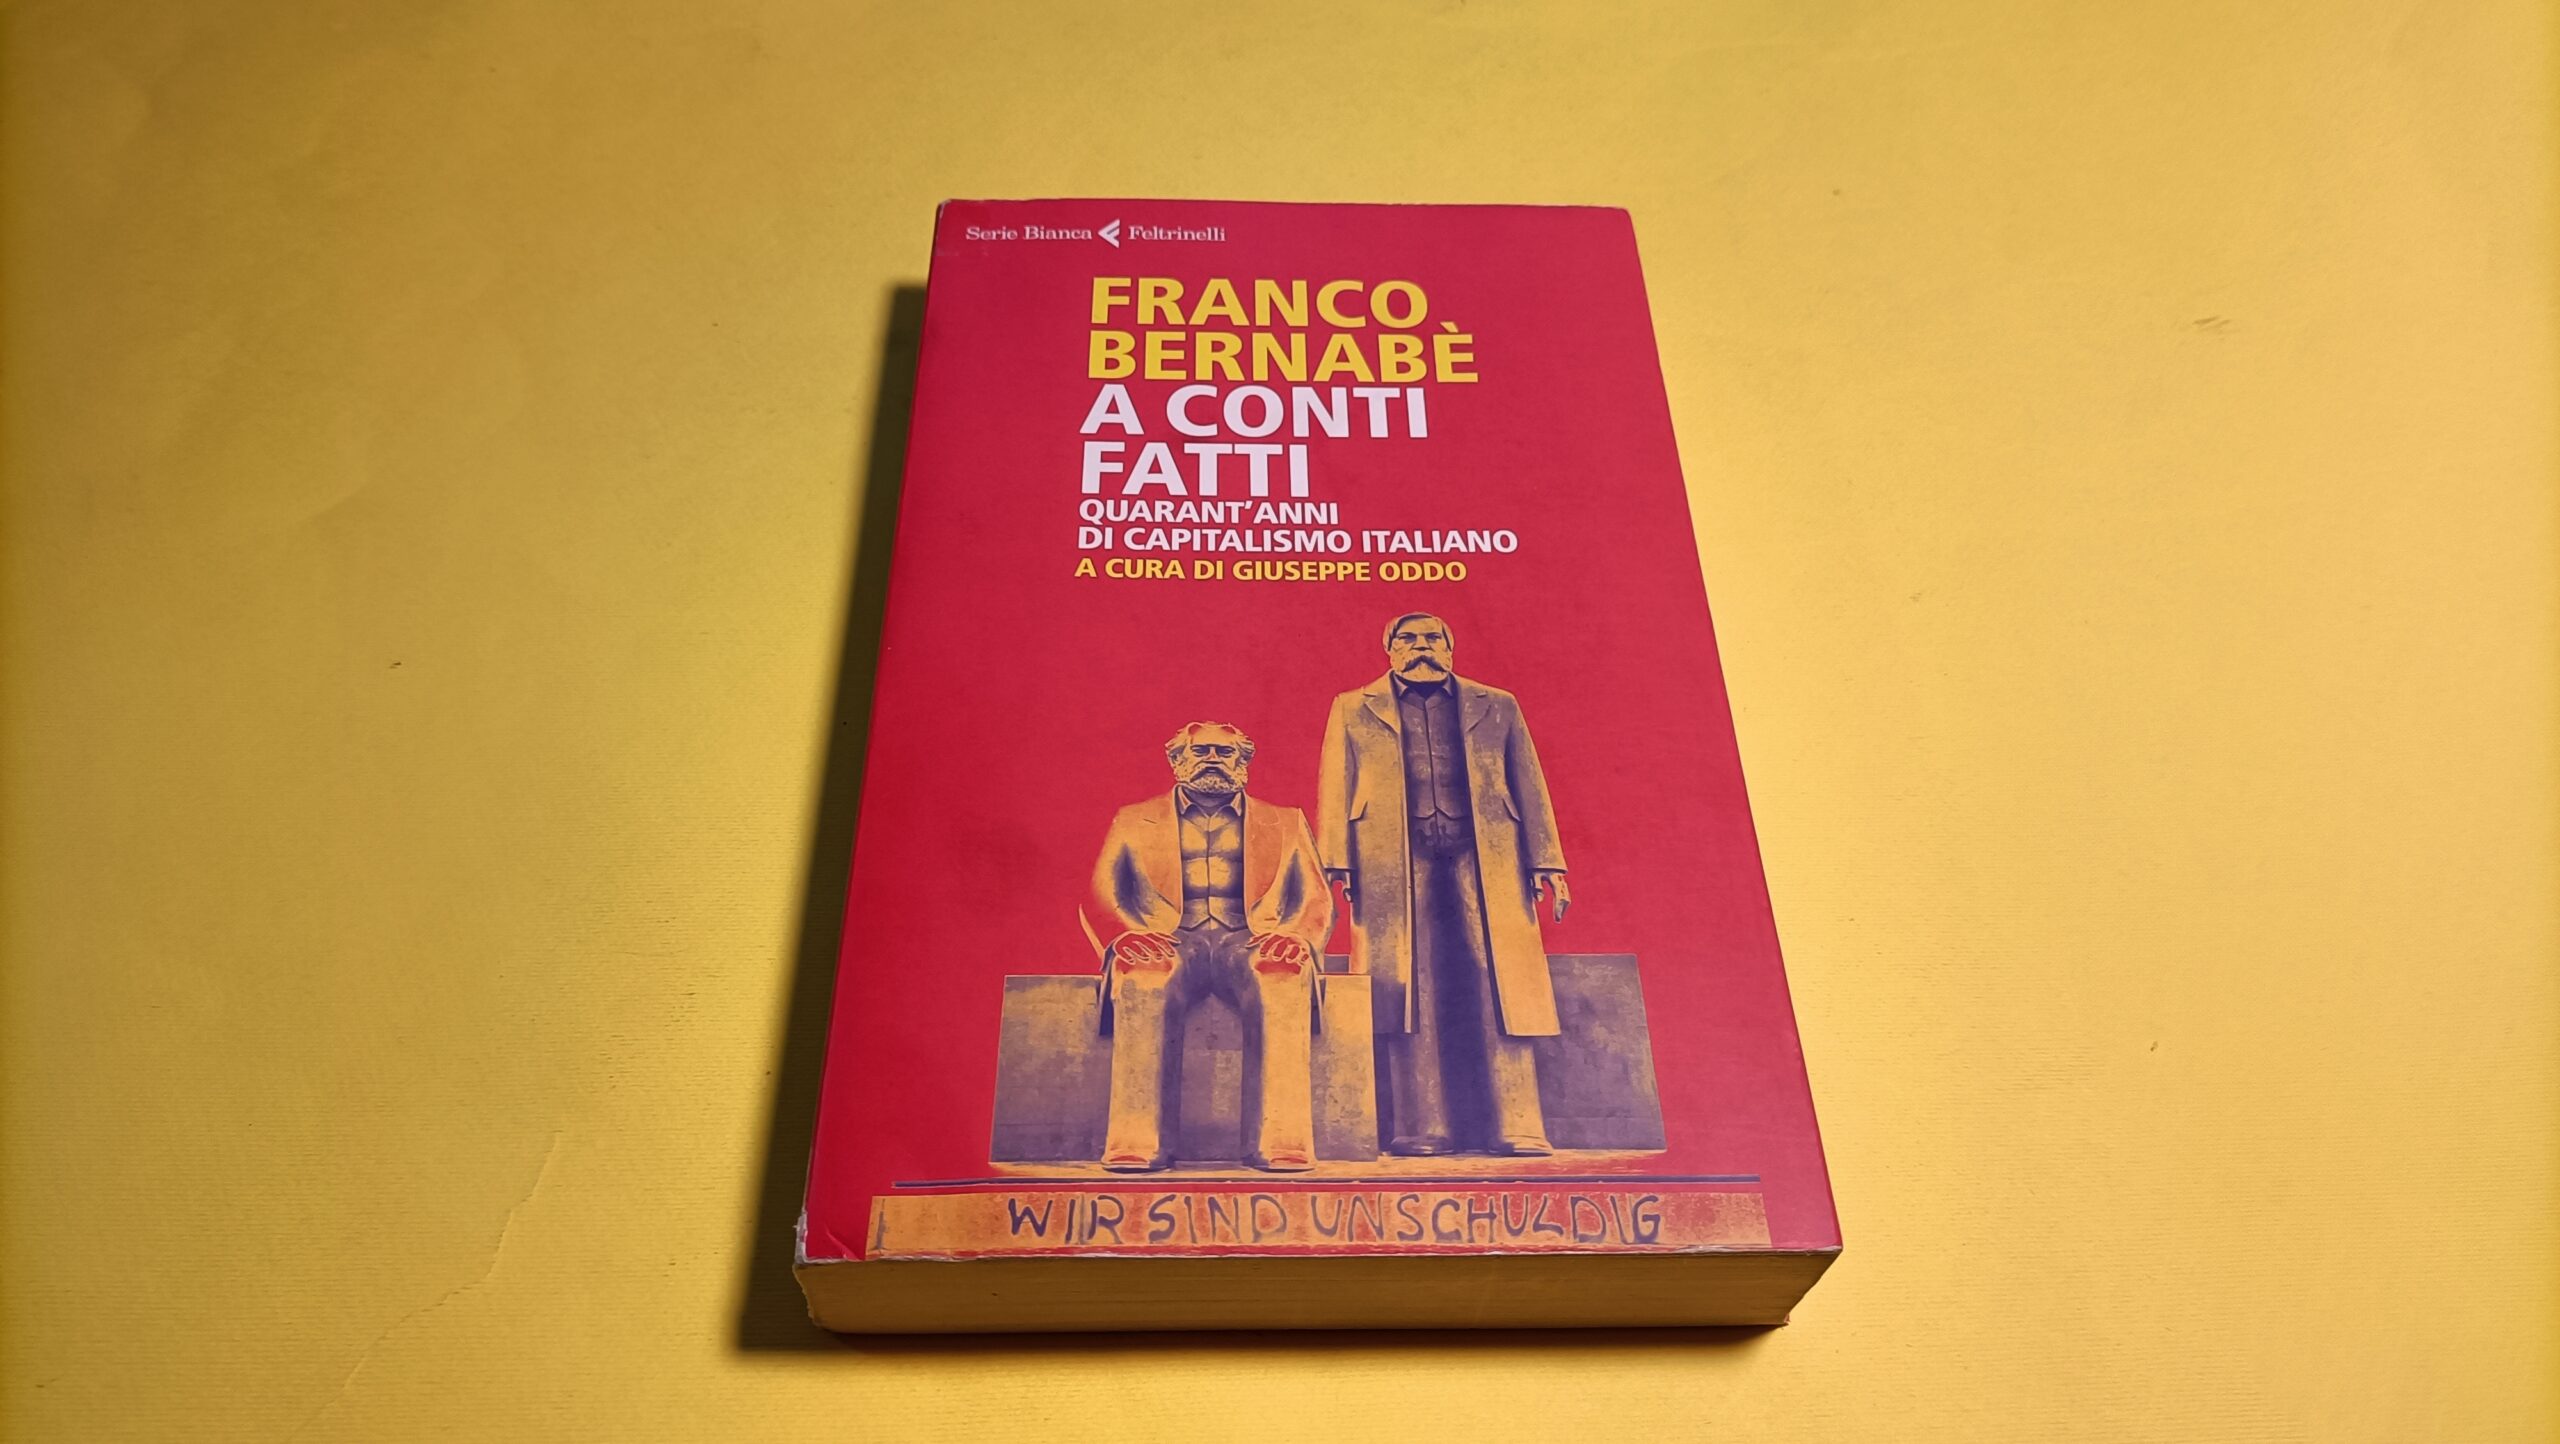 Serie Bianca Feltrinelli
FRANCO
BERNABÈ
A CONTI
FATTI
QUARANT'ANNI
DI CAPITALISMO ITALIANO
A CURA DI GIUSEPPE ODDO
WIR SIND UNSCHULDIG